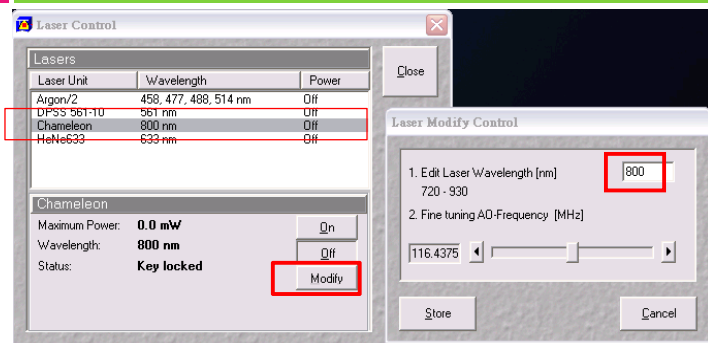 Laser Control
Lasers
Laser Unit Wavelength Power
Argon/2 458, 477, 488, 514 nm Off
DPSS 561-10 561 nm Off
Chameleon 800 nm Off
HeNe633 633 nm Off
Close
Chameleon
Maximum Power: 0.0 mW
Wavelength: 800 nm
Status: Key locked
On
Off
Modify
Laser Modify Control
1. Edit Laser Wavelength [nm] 800
720 - 930
2. Fine tuning AO-Frequency [MHz]
116.4375
Store Cancel